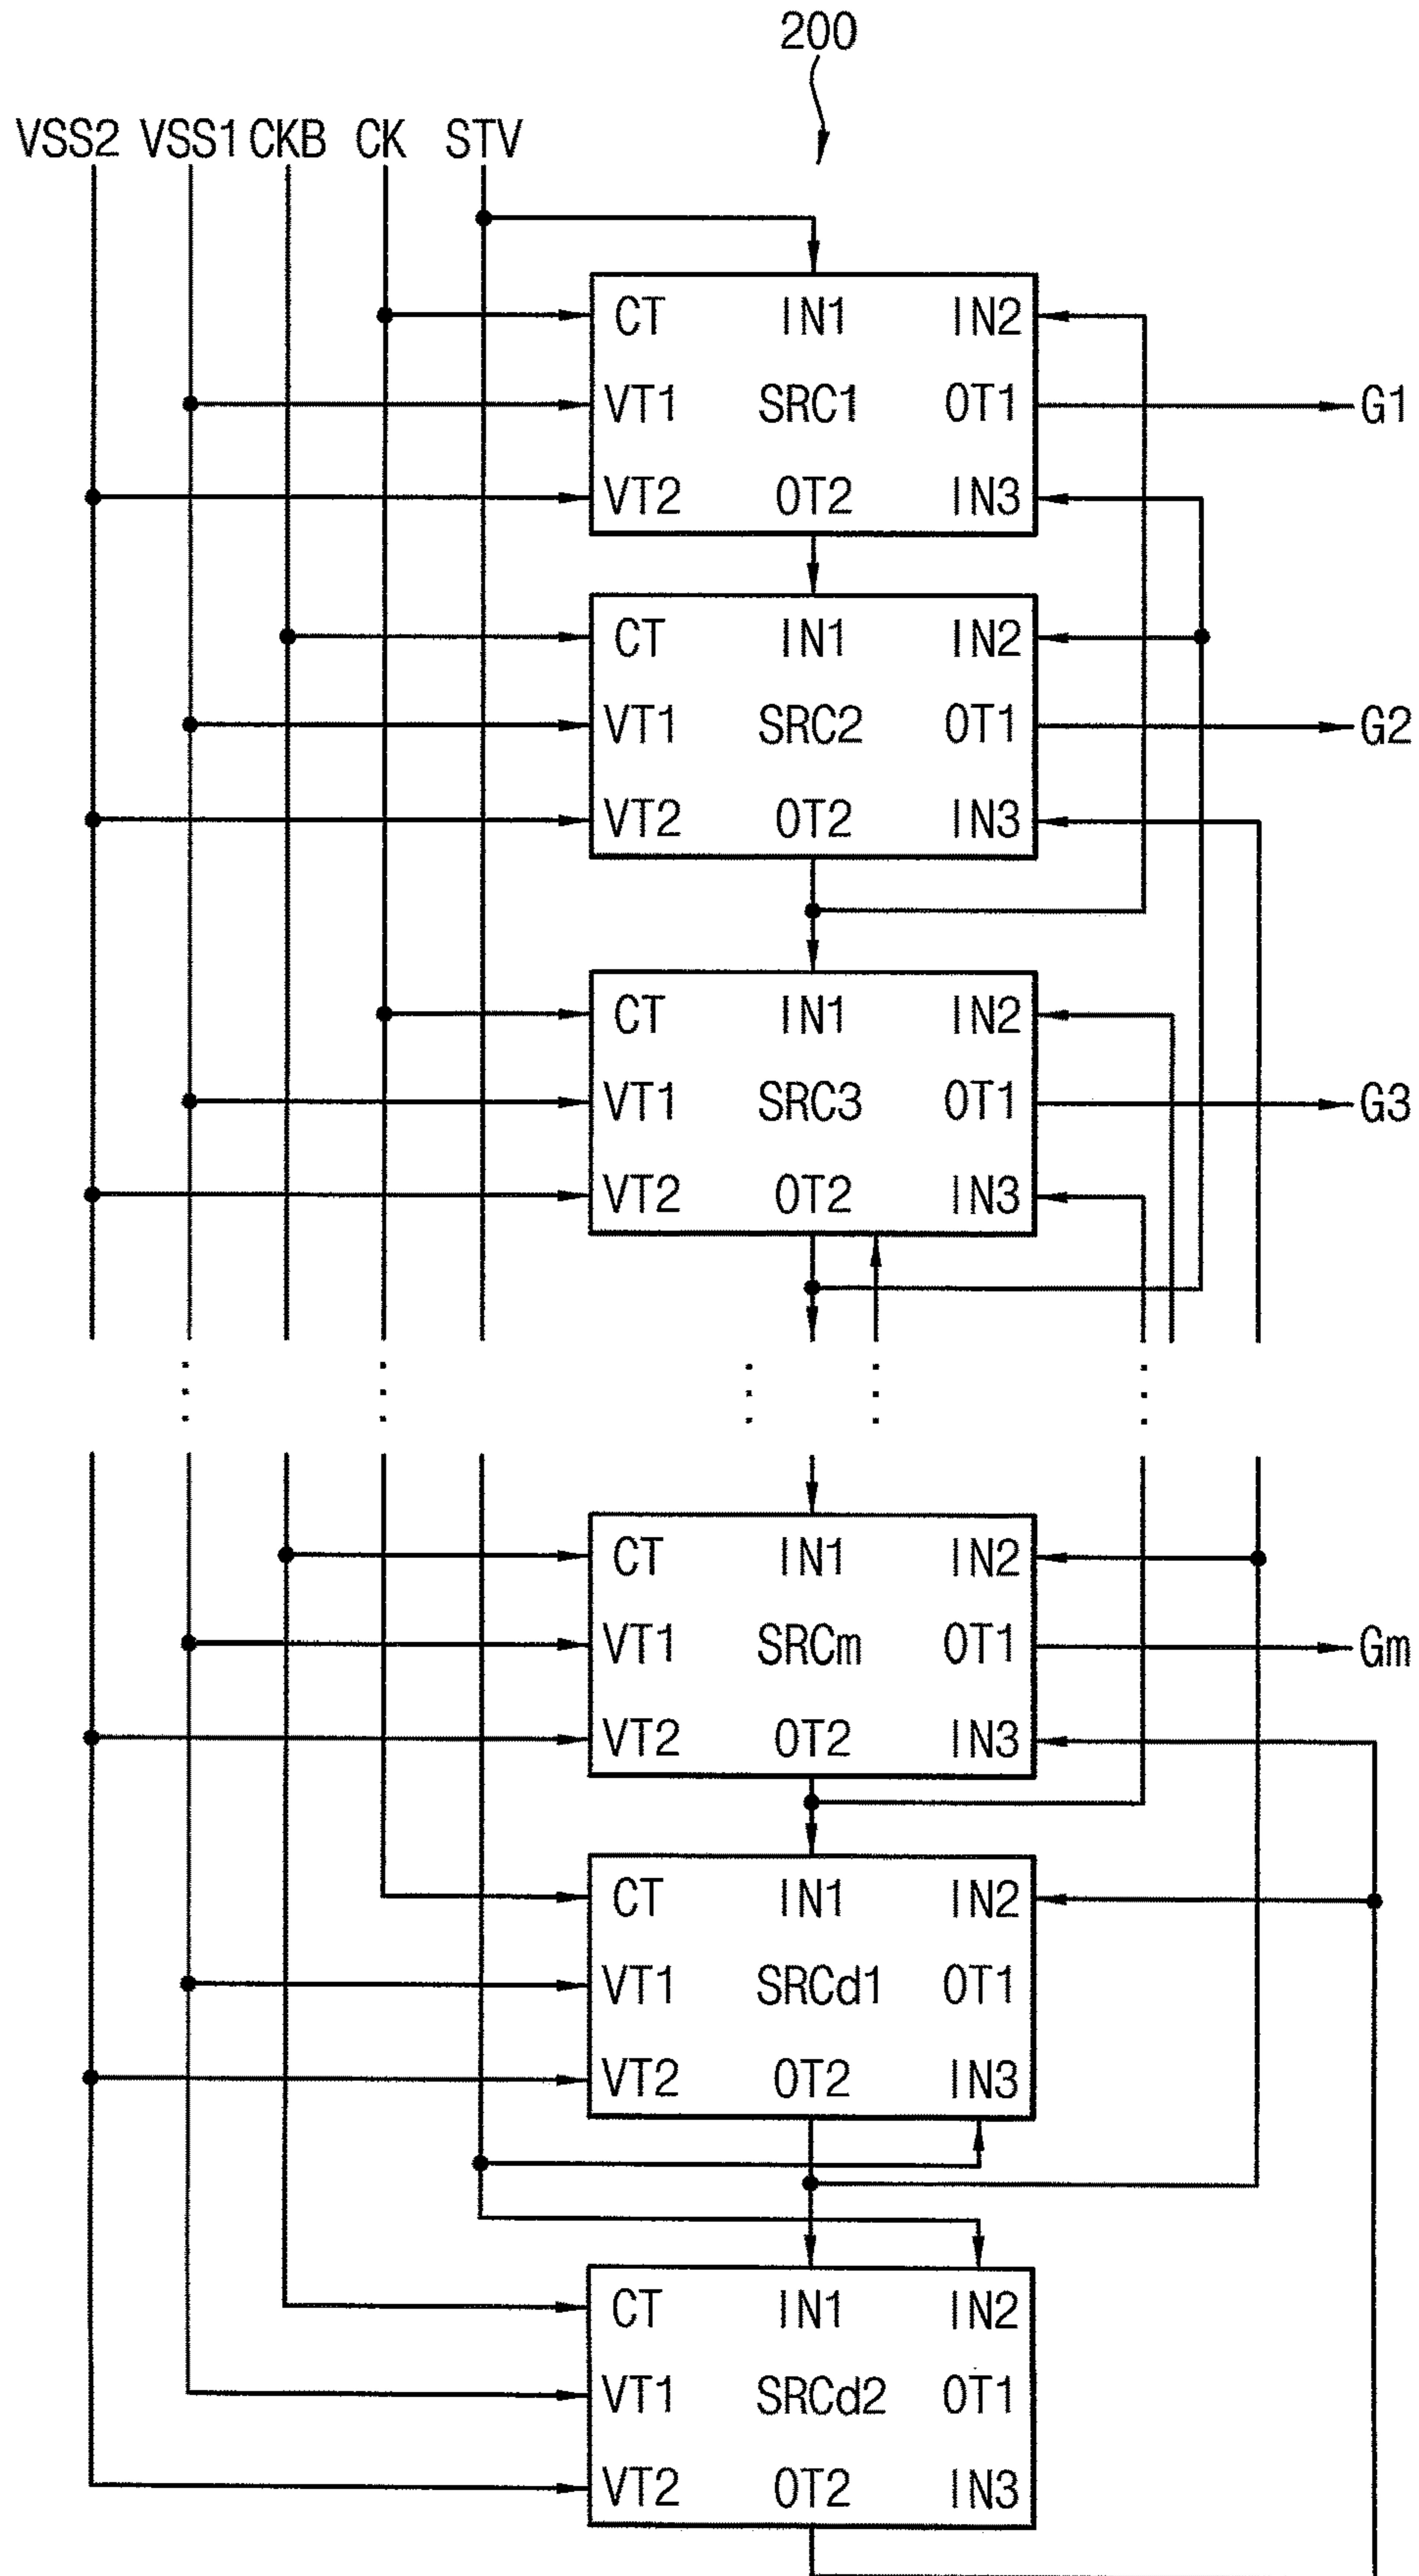 200
VSS2 VSS1 CKB CK STV
CT IN1 IN2
VT1 SRC1 OT1 G1
VT2 OT2 IN3
CT IN1 IN2
VT1 SRC2 OT1 G2
VT2 OT2 IN3
CT IN1 IN2
VT1 SRC3 OT1 G3
VT2 OT2 IN3
CT IN1 IN2
VT1 SRCm OT1 Gm
VT2 OT2 IN3
CT IN1 IN2
VT1 SRCd1 OT1
VT2 OT2 IN3
CT IN1 IN2
VT1 SRCd2 OT1
VT2 OT2 IN3